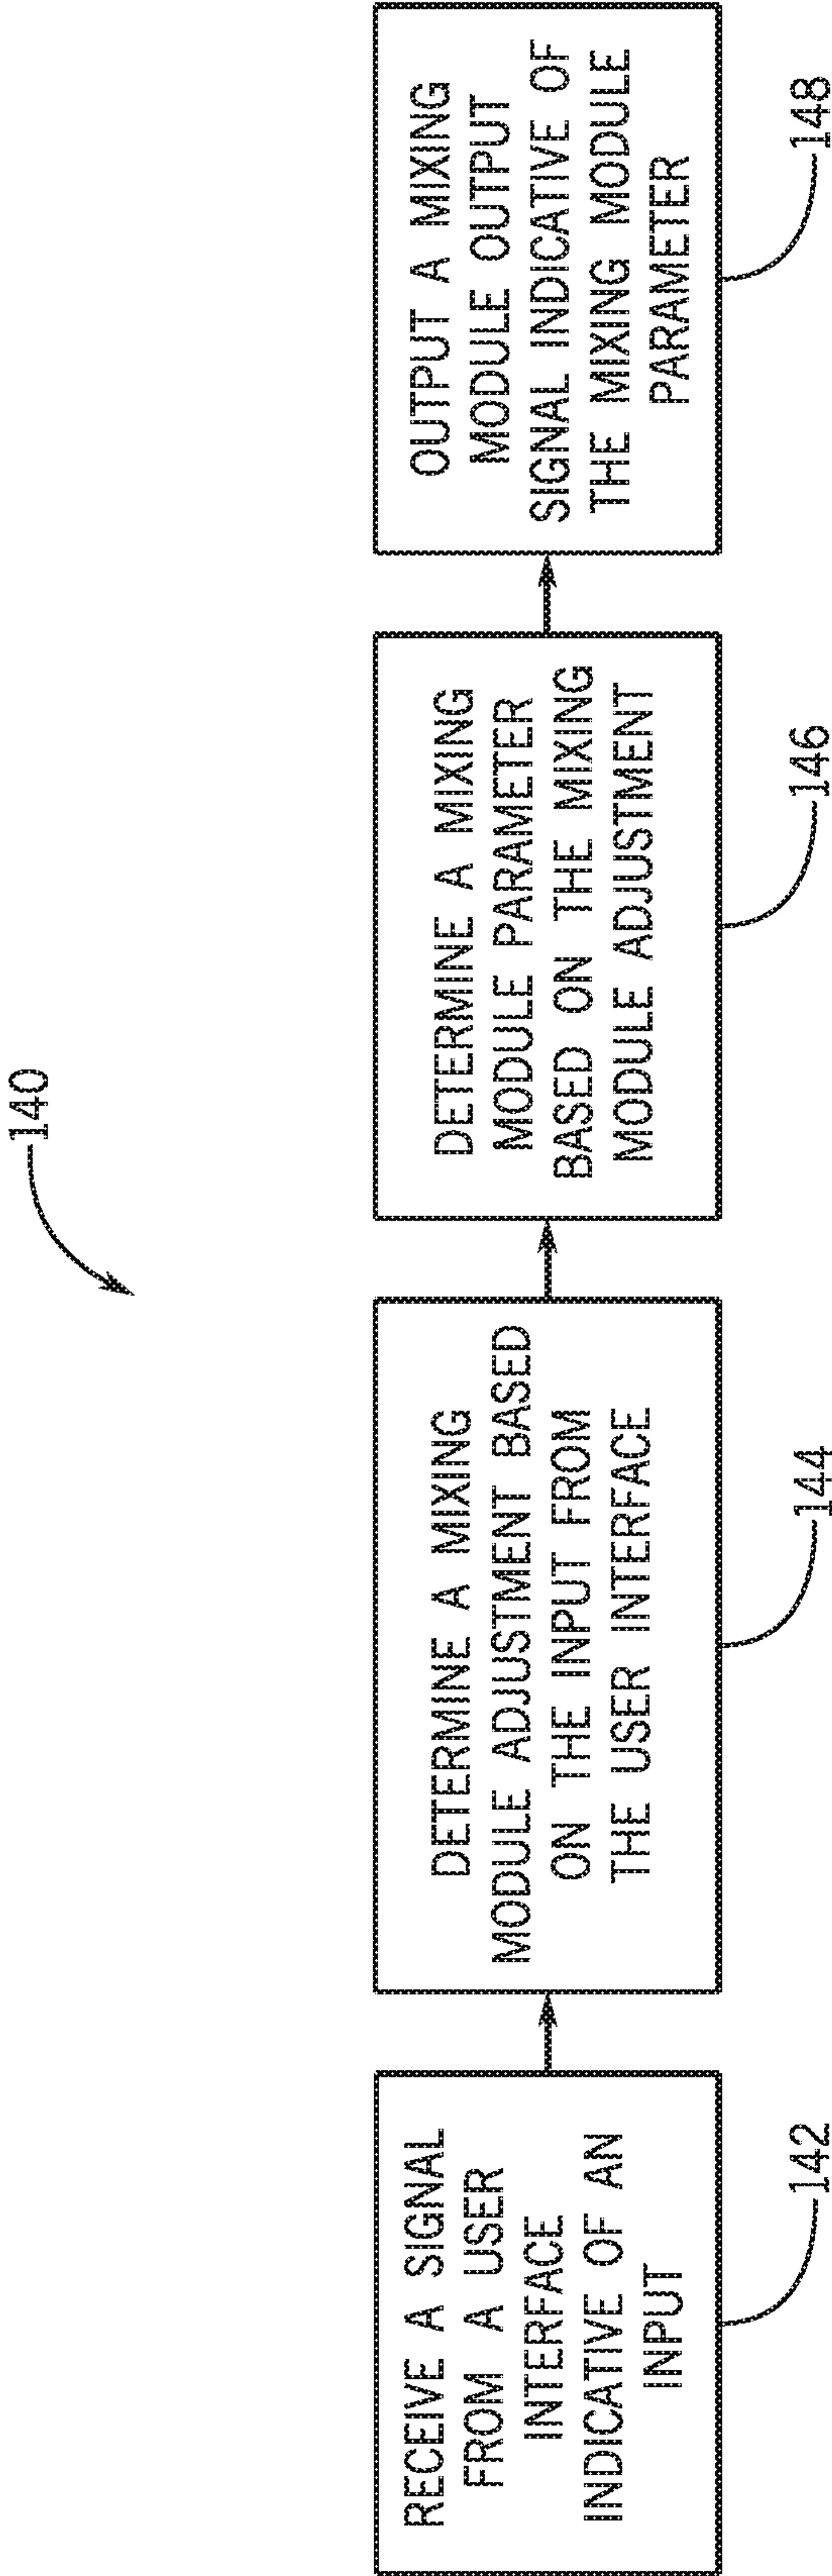 140
RECEIVE A SIGNAL
FROM A USER
INTERFACE
INDICATIVE OF AN
INPUT
142
DETERMINE A MIXING
MODULE ADJUSTMENT BASED
ON THE INPUT FROM
THE USER INTERFACE
144
DETERMINE A MIXING
MODULE PARAMETER
BASED ON THE MIXING
MODULE ADJUSTMENT
146
OUTPUT A MIXING
MODULE OUTPUT
SIGNAL INDICATIVE OF
THE MIXING MODULE
PARAMETER
148